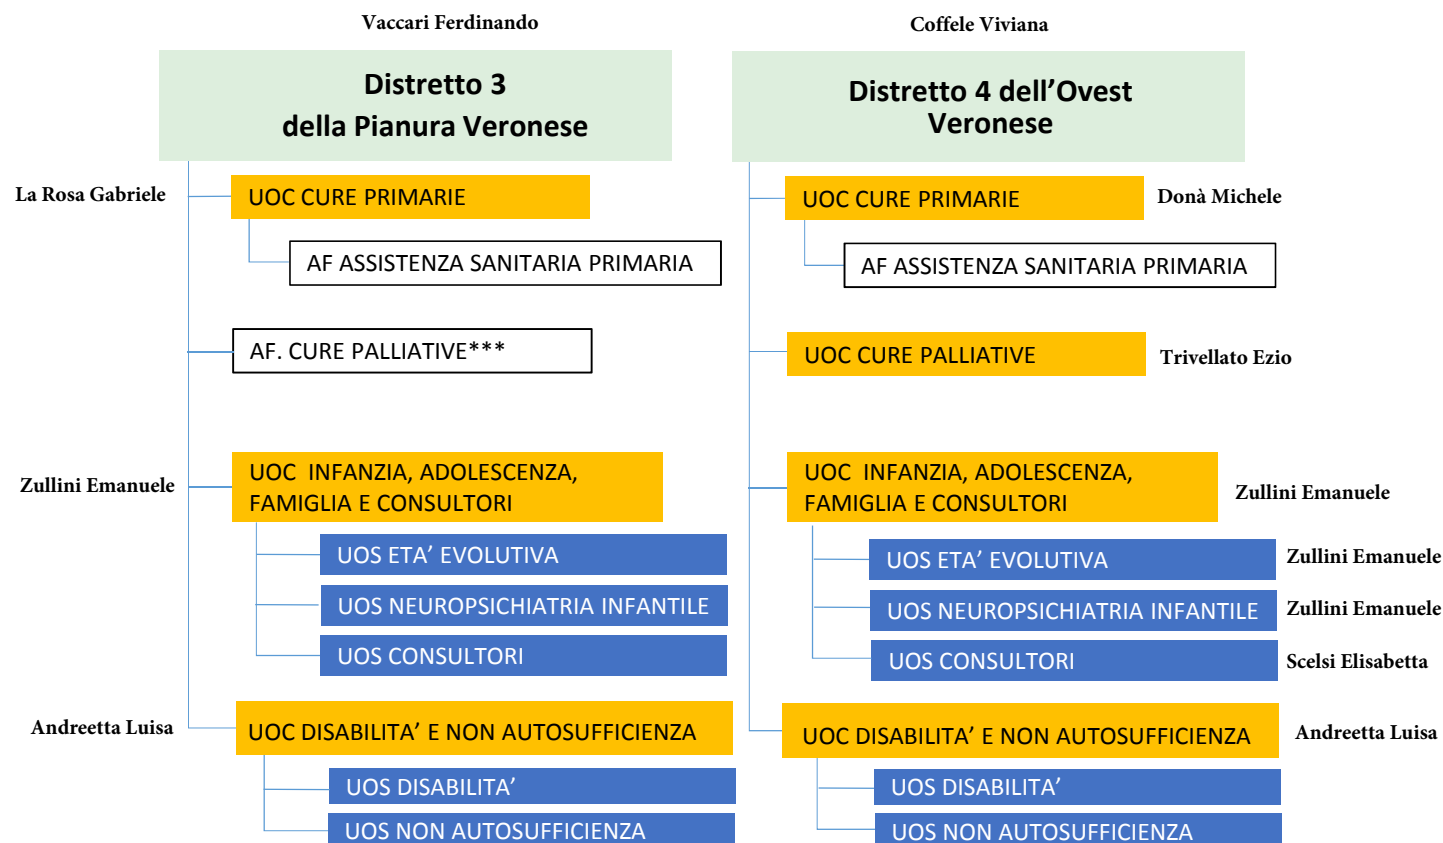 Vaccari Ferdinando
Distretto 3
della Pianura Veronese
La Rosa Gabriele
UOC CURE PRIMARIE
AF ASSISTENZA SANITARIA PRIMARIA
AF. CURE PALLIATIVE***
Zullini Emanuele
UOC INFANZIA, ADOLESCENZA,
FAMIGLIA E CONSULTORI
UOS ETA’ EVOLUTIVA
UOS NEUROPSICHIATRIA INFANTILE
UOS CONSULTORI
Andreetta Luisa
UOC DISABILITA’ E NON AUTOSUFFICIENZA
UOS DISABILITA’
UOS NON AUTOSUFFICIENZA
Coffele Viviana
Distretto 4 dell’Ovest
Veronese
UOC CURE PRIMARIE
Donà Michele
AF ASSISTENZA SANITARIA PRIMARIA
UOC CURE PALLIATIVE
Trivellato Ezio
UOC INFANZIA, ADOLESCENZA,
FAMIGLIA E CONSULTORI
Zullini Emanuele
UOS ETA’ EVOLUTIVA
Zullini Emanuele
UOS NEUROPSICHIATRIA INFANTILE
Zullini Emanuele
UOS CONSULTORI
Scelsi Elisabetta
UOC DISABILITA’ E NON AUTOSUFFICIENZA
Andreetta Luisa
UOS DISABILITA’
UOS NON AUTOSUFFICIENZA